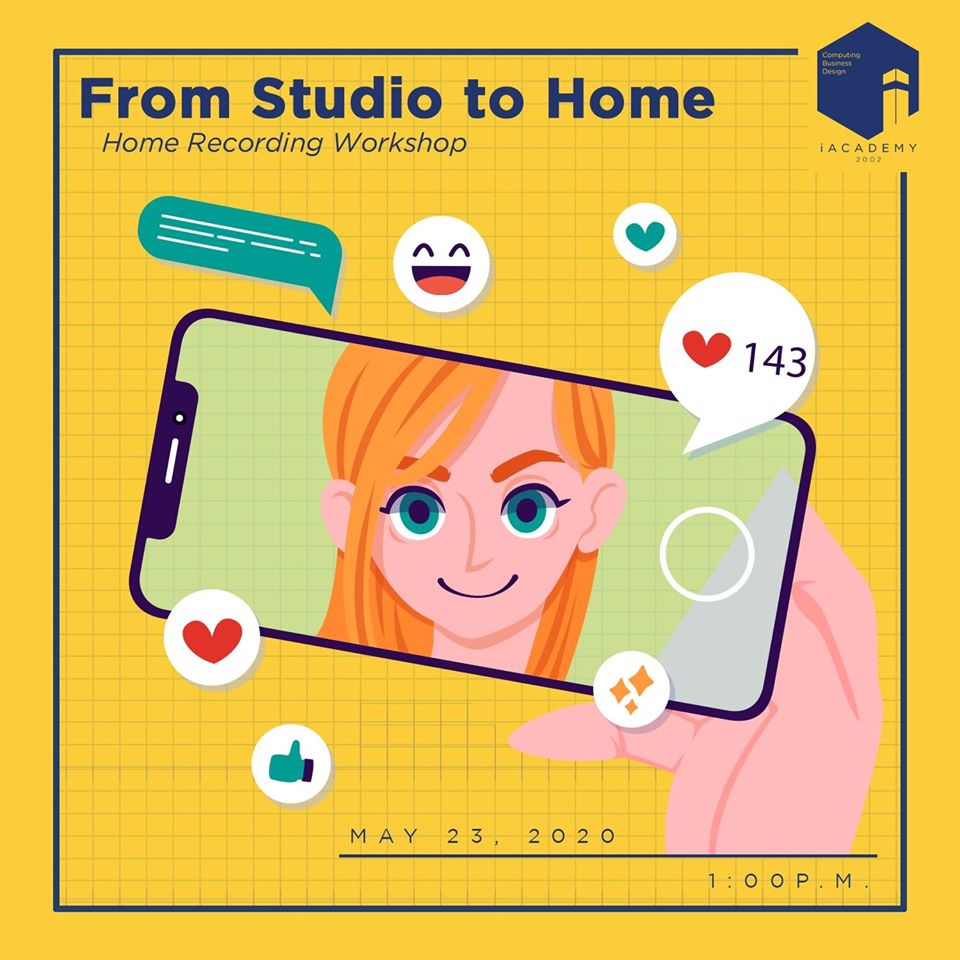 From Studio to Home
Home Recording Workshop
Computing
Business
Design
iACADEMY
2002
143
MAY 23, 2020
1:00P.M.